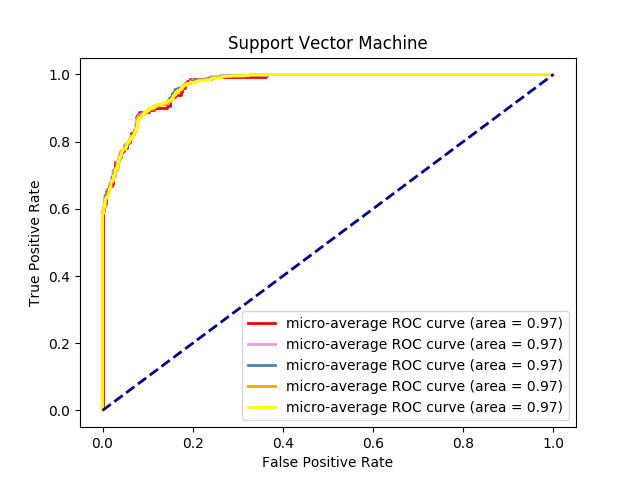 Support Vector Machine
True Positive Rate
1.0
0.8
0.6
0.4
0.2
0.0
micro-average ROC curve (area = 0.97)
micro-average ROC curve (area = 0.97)
micro-average ROC curve (area = 0.97)
micro-average ROC curve (area = 0.97)
micro-average ROC curve (area = 0.97)
0.0 0.2 0.4 0.6 0.8 1.0
False Positive Rate